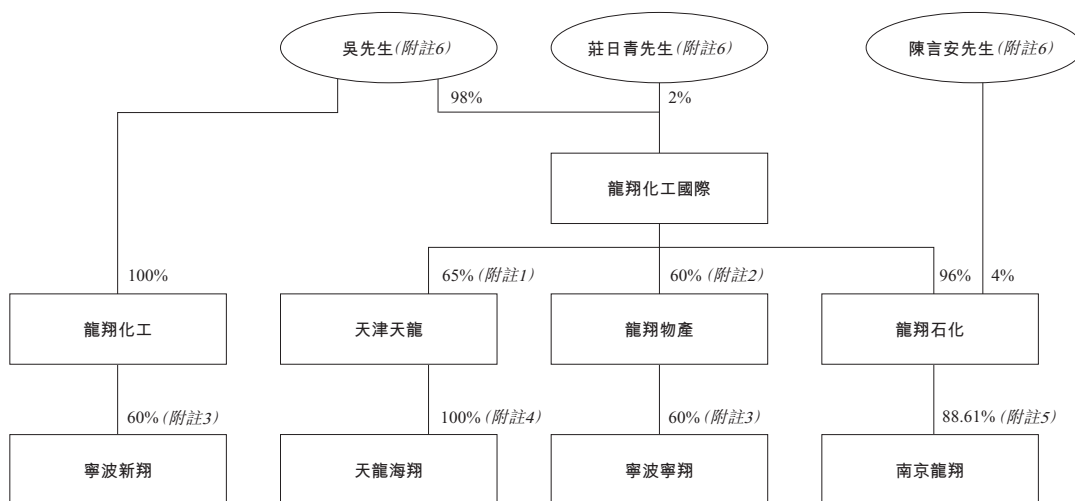 吳先生(附註6)
莊日青先生(附註6)
陳言安先生(附註6)
98%
2%
龍翔化工國際
100%
65% (附註1)
60% (附註2)
96%
4%
龍翔化工
天津天龍
龍翔物產
龍翔石化
60% (附註3)
100% (附註4)
60% (附註3)
88.61% (附註5)
寧波新翔
天龍海翔
寧波寧翔
南京龍翔